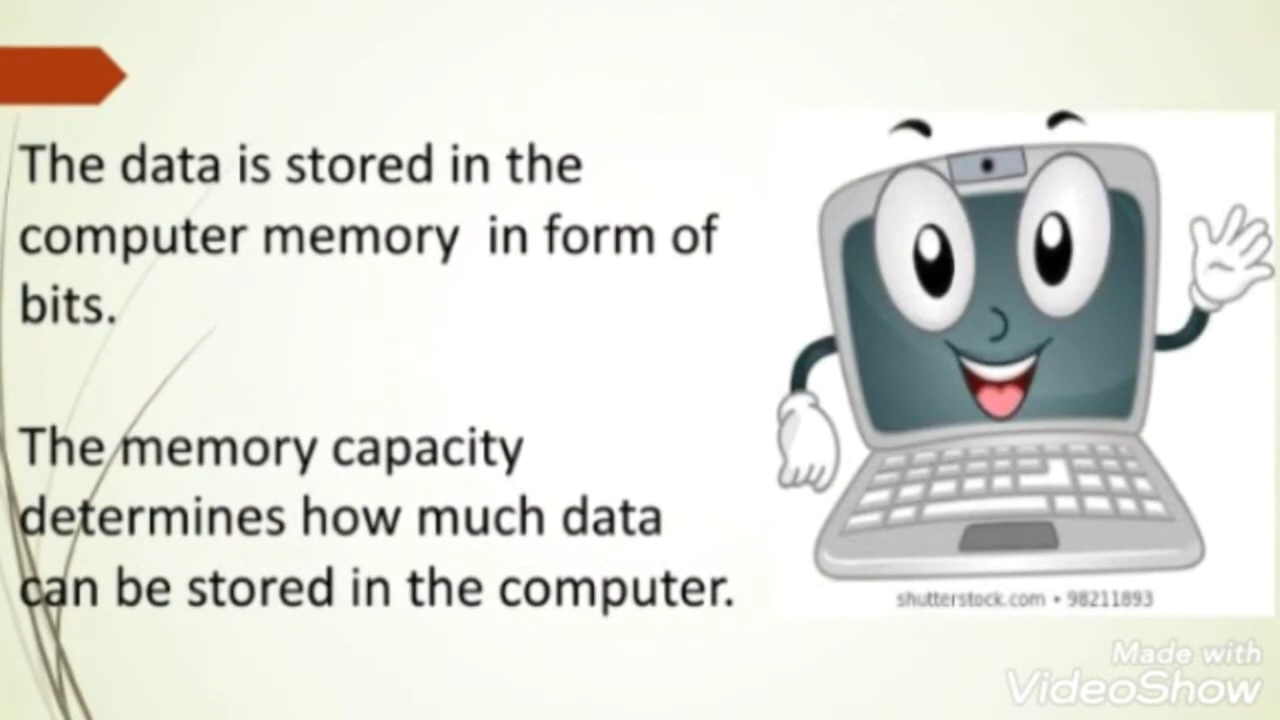 The data is stored in the
computer memory in form of
bits.
The memory capacity
determines how much data
can be stored in the computer.
shutterstock.com • 98211893
Made with
VideoShow